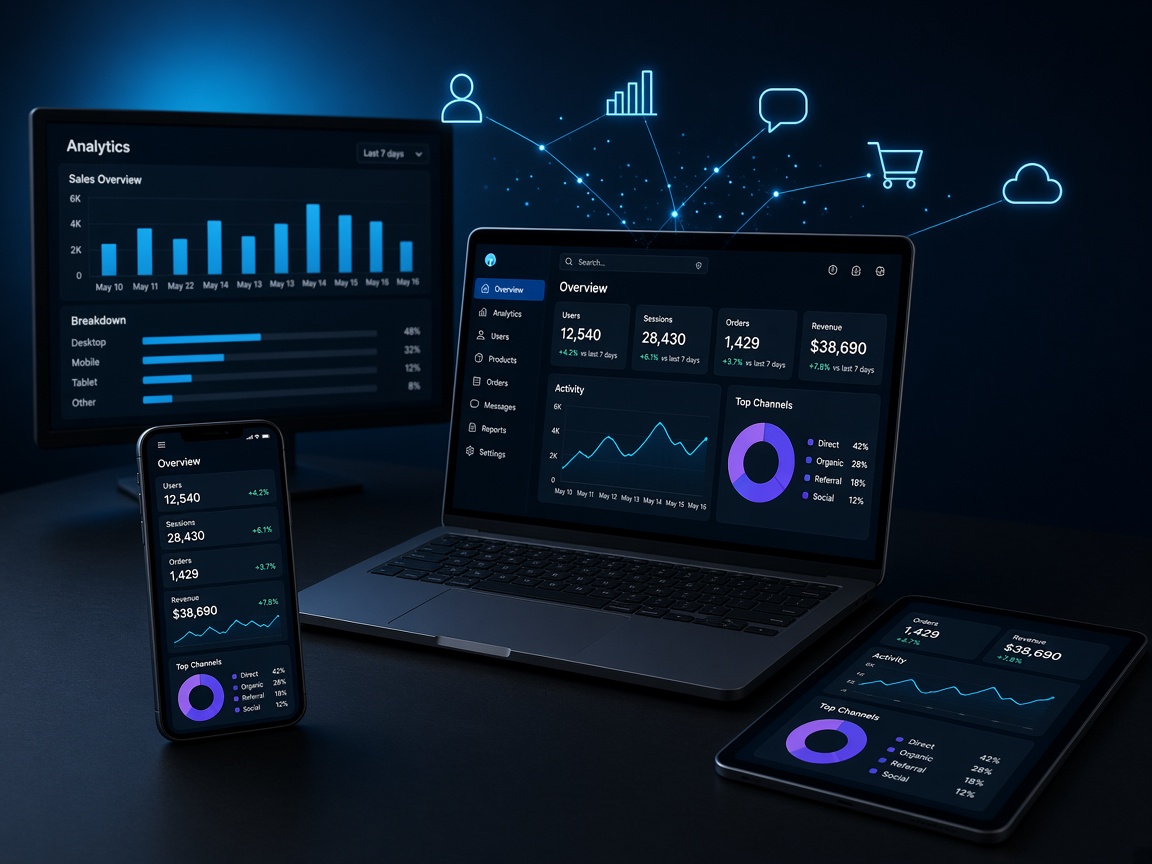 Analytics
Last 7 days
Sales Overview
6K
4K
2K
0
May 10 May 11 May 22 May 14 May 13 May 13 May 14 May 15 May 15 May 16
Breakdown
Desktop 48%
Mobile 32%
Tablet 12%
Other 8%
Search...
Overview
Analytics
Users
Products
Orders
Messages
Reports
Settings
Overview
Users
12,540
+4.2% vs last 7 days
Sessions
28,430
+6.1% vs last 7 days
Orders
1,429
+3.7% vs last 7 days
Revenue
$38,690
+7.8% vs last 7 days
Activity
6K
4K
2K
0
May 10 May 11 May 12 May 13 May 14 May 15 May 16
Top Channels
Direct 42%
Organic 28%
Referral 18%
Social 12%
Overview
Users
12,540 +4.2%
Sessions
28,430 +6.1%
Orders
1,429 +3.7%
Revenue
$38,690 +7.8%
Top Channels
Direct 42%
Organic 28%
Referral 18%
Social 12%
Orders
1,429
Revenue
$38,690
+7.8%
Activity
Top Channels
Direct 42%
Organic 28%
Referral 18%
Social 12%